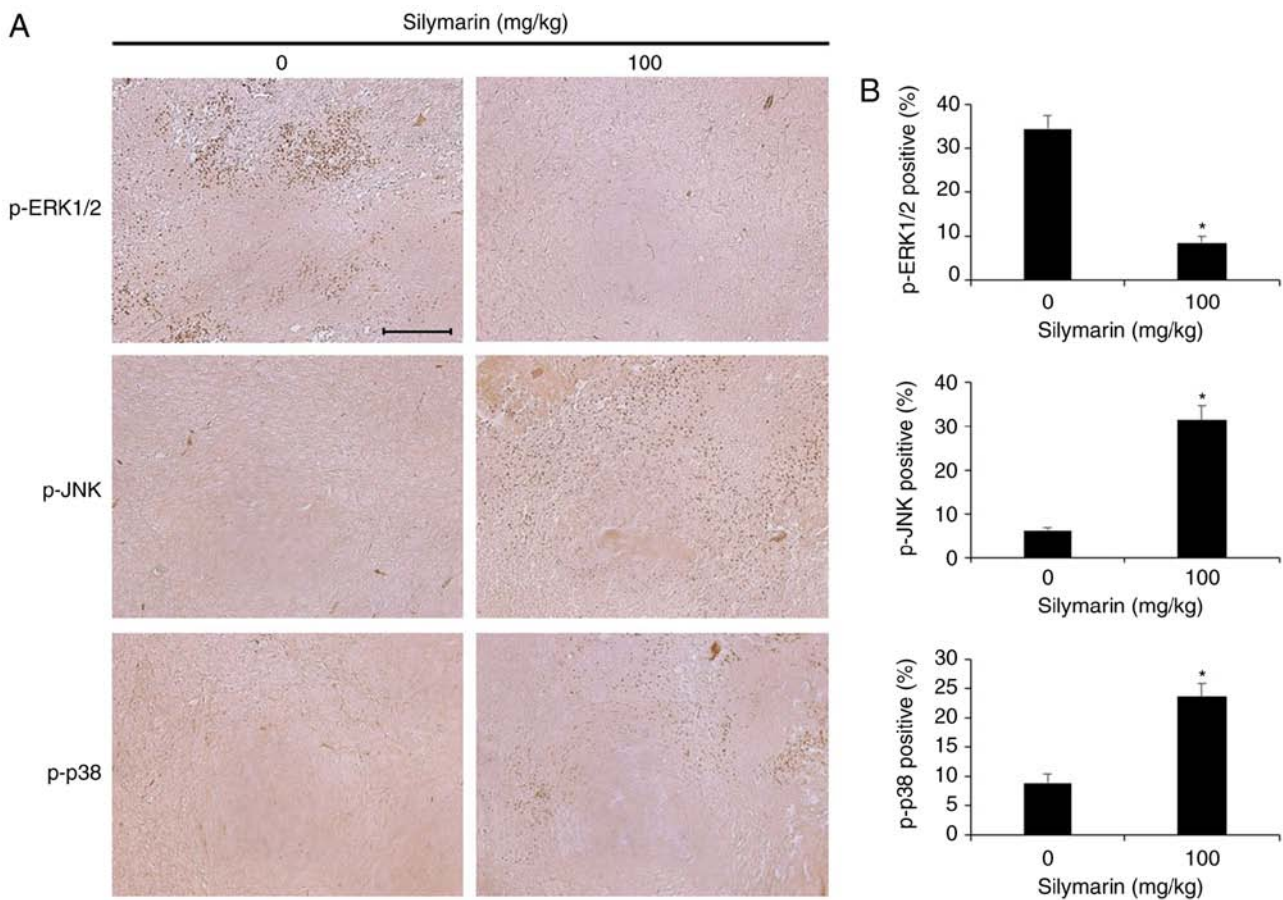 A
Silymarin (mg/kg)
0
100
p-ERK1/2
p-JNK
p-p38
B
p-ERK1/2 positive (%)
40
30
20
10
0
*
0
100
Silymarin (mg/kg)
p-JNK positive (%)
40
30
20
10
0
*
0
100
Silymarin (mg/kg)
p-p38 positive (%)
30
25
20
15
10
5
0
*
0
100
Silymarin (mg/kg)